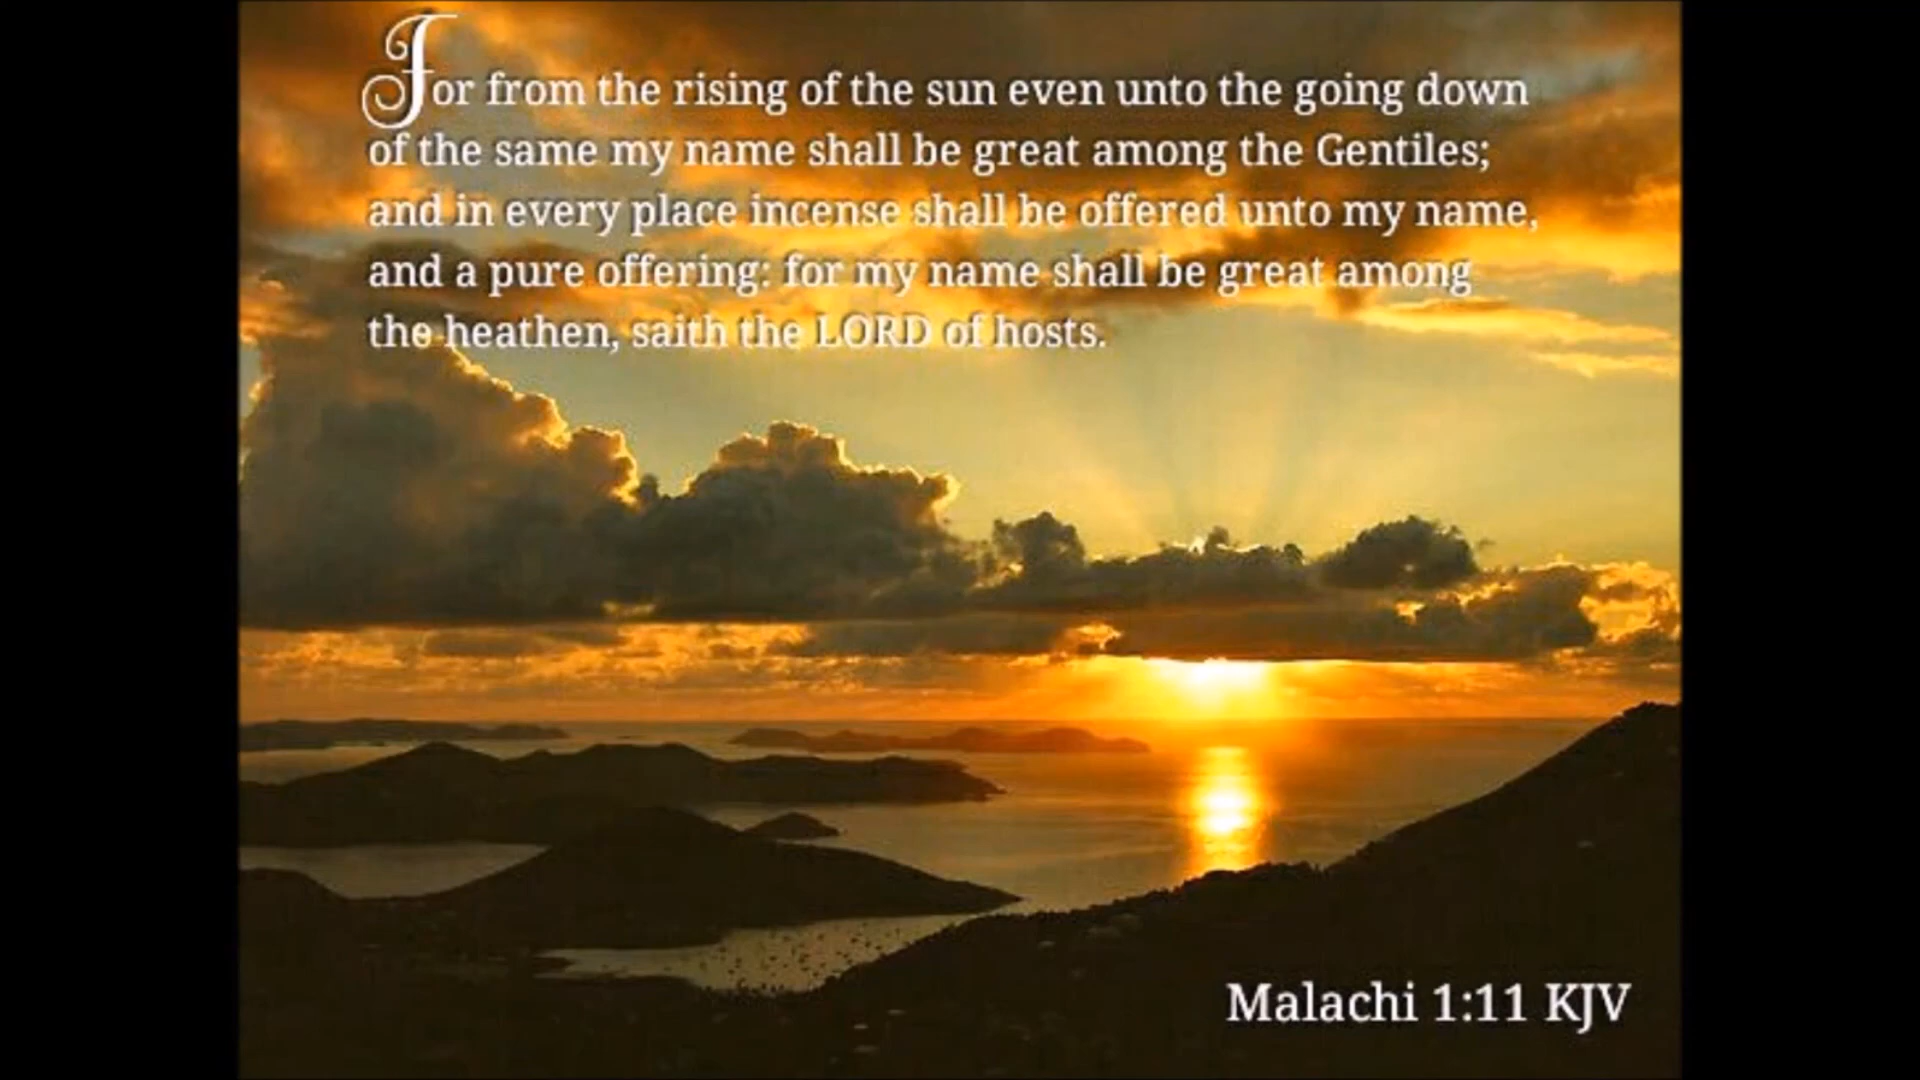 For from the rising of the sun even unto the going down
of the same my name shall be great among the Gentiles;
and in every place incense shall be offered unto my name,
and a pure offering: for my name shall be great among
the heathen, saith the LORD of hosts.
Malachi 1:11 KJV